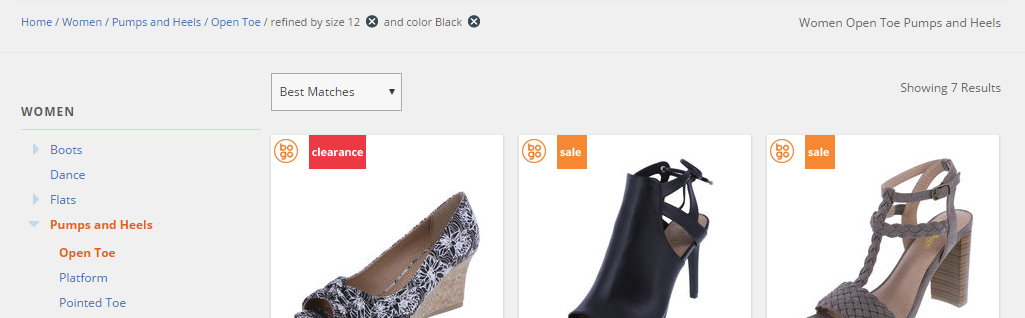 Home / Women / Pumps and Heels / Open Toe / refined by size 12 and color Black
Women Open Toe Pumps and Heels
Best Matches
Showing 7 Results
WOMEN
Boots
Dance
Flats
Pumps and Heels
Open Toe
Platform
Pointed Toe
bogo clearance
bogo sale
bogo sale